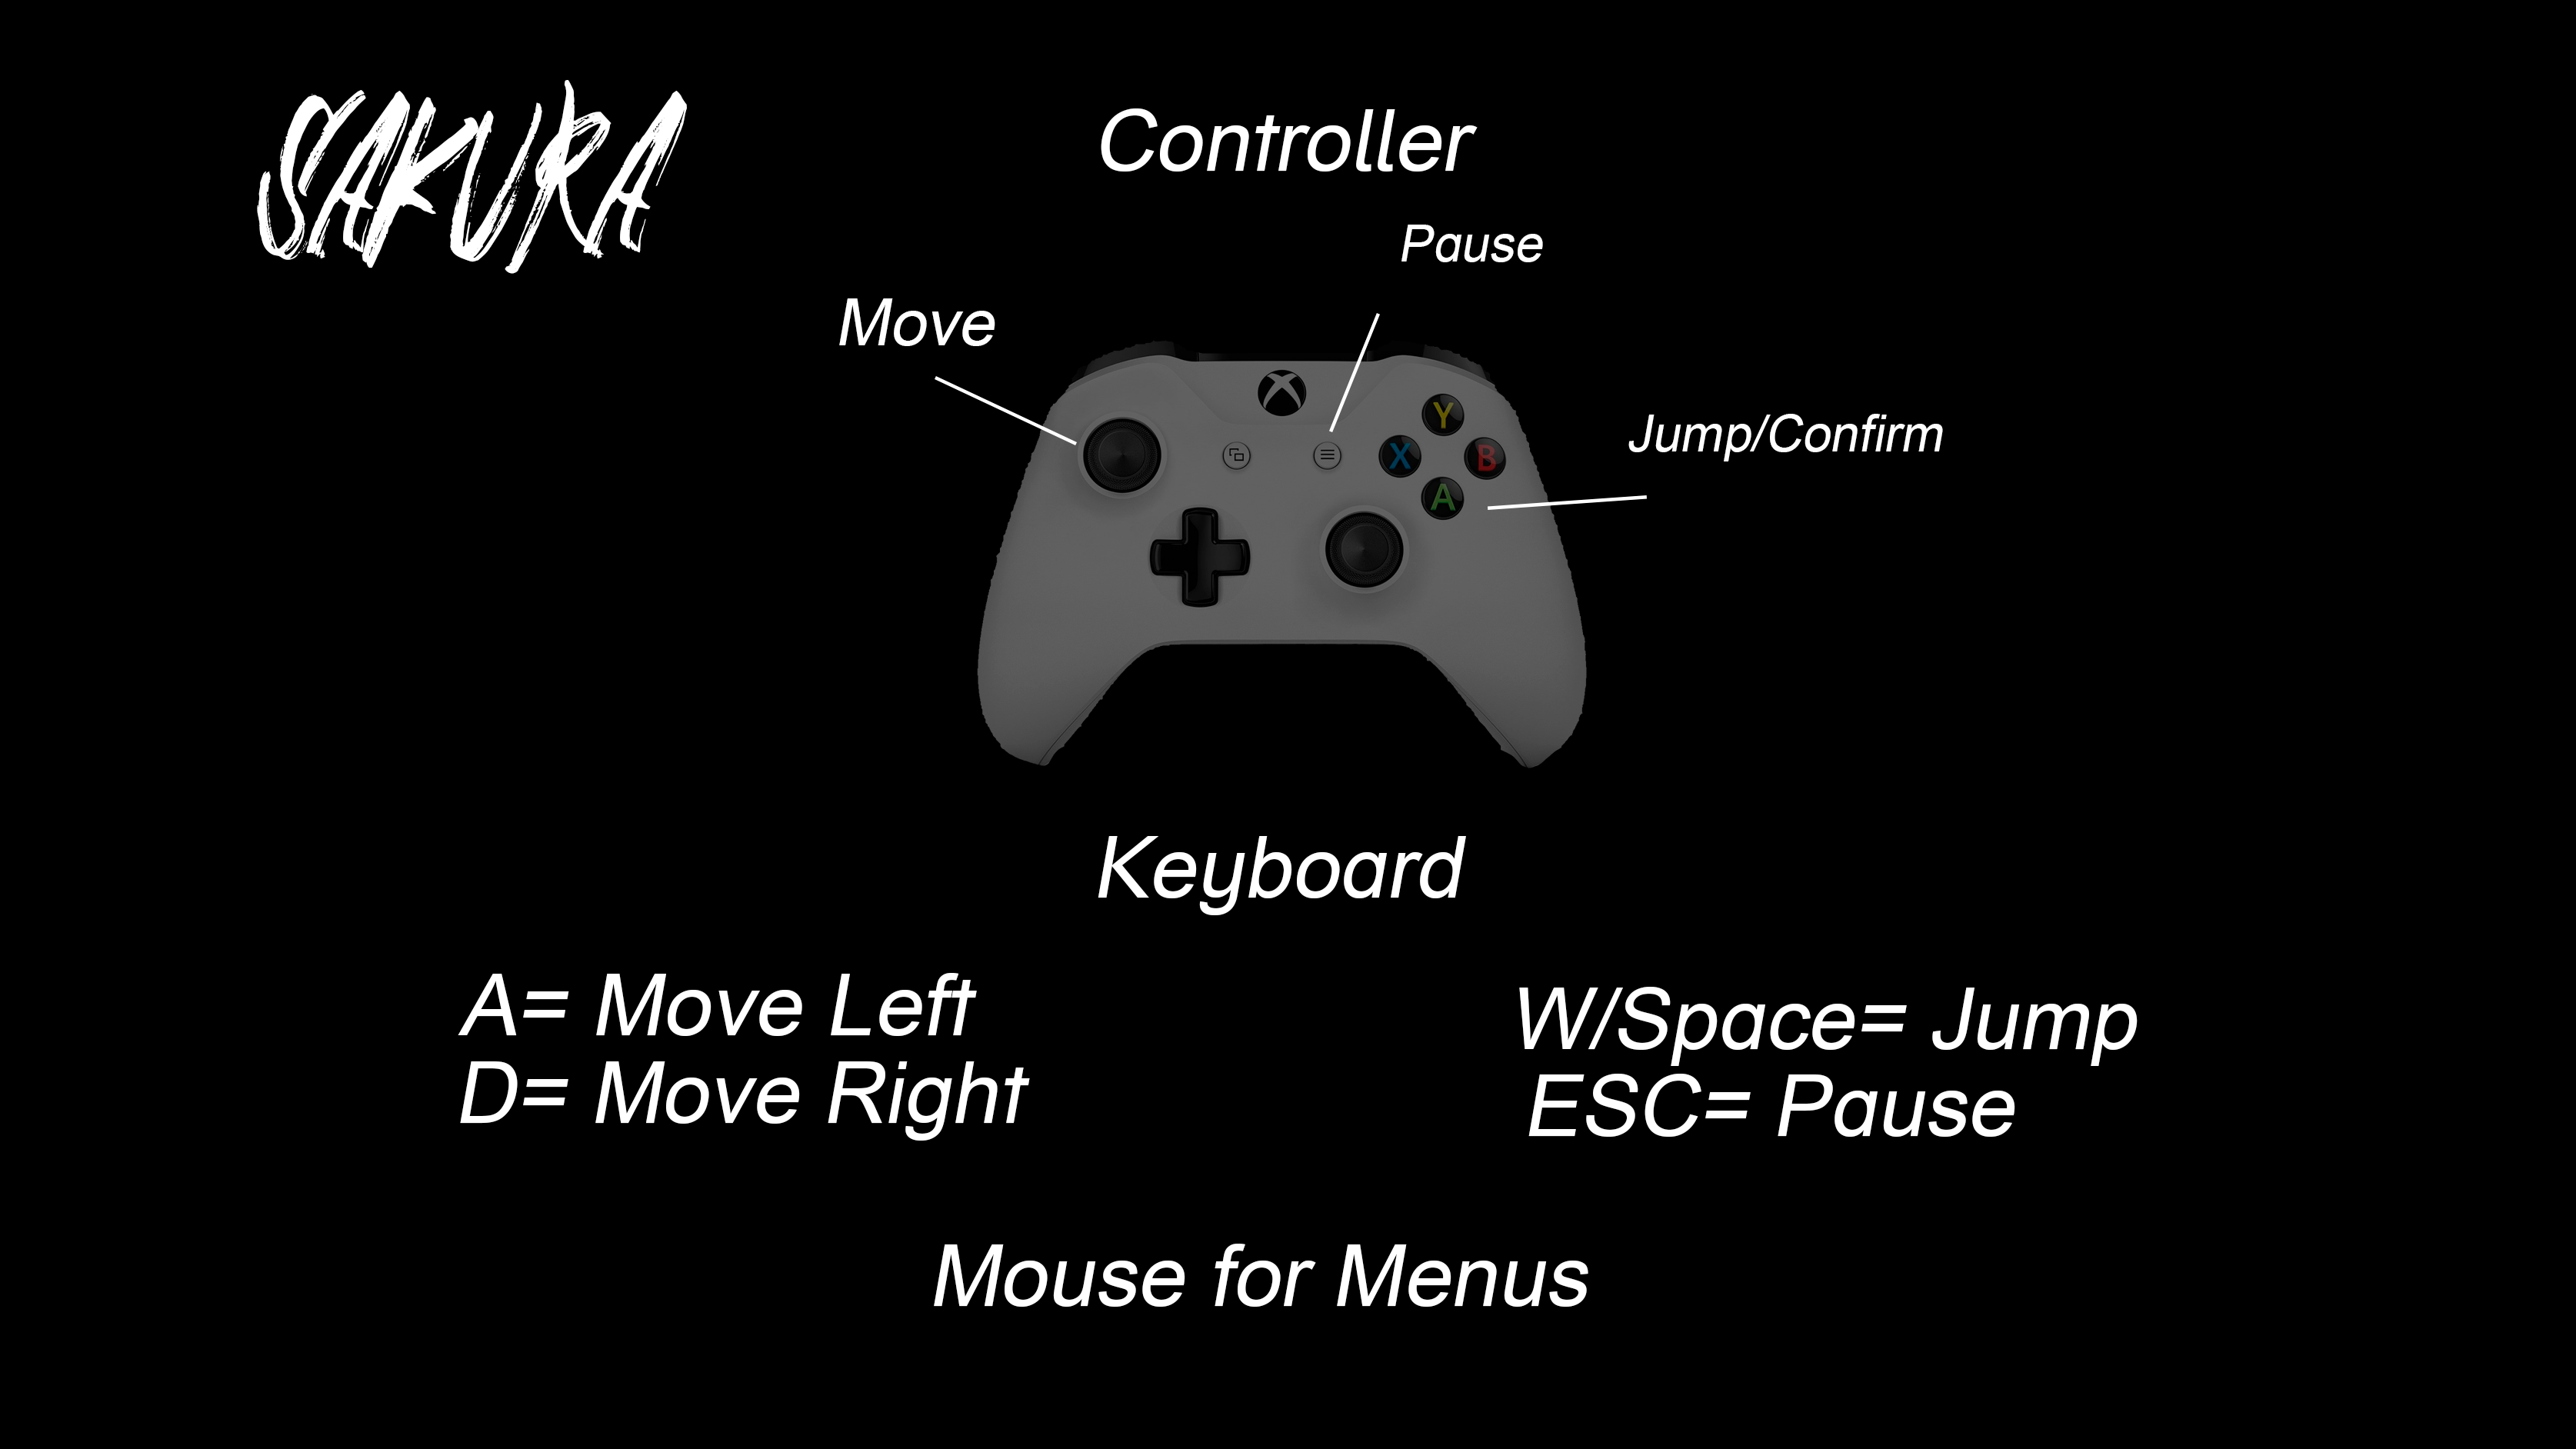 SAKURA
Controller
Pause
Move
Jump/Confirm
Y
X
B
A
Keyboard
A= Move Left
D= Move Right
W/Space= Jump
ESC= Pause
Mouse for Menus